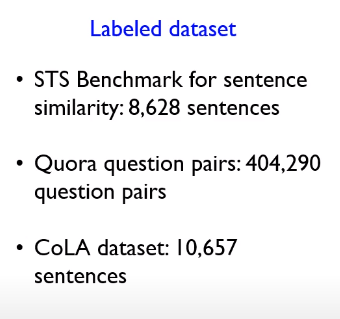 Labeled dataset
• STS Benchmark for sentence
similarity: 8,628 sentences
• Quora question pairs: 404,290
question pairs
• CoLA dataset: 10,657
sentences